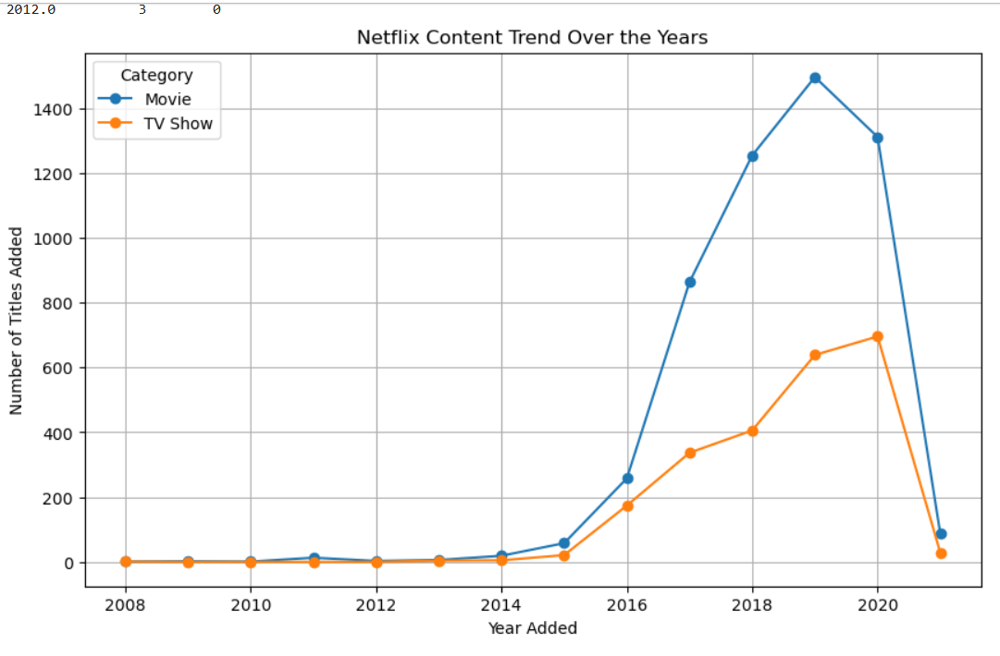 2012.0 3 0
Netflix Content Trend Over the Years
Category
Movie
TV Show
1400
1200
1000
800
600
400
200
0
Number of Titles Added
2008 2010 2012 2014 2016 2018 2020
Year Added